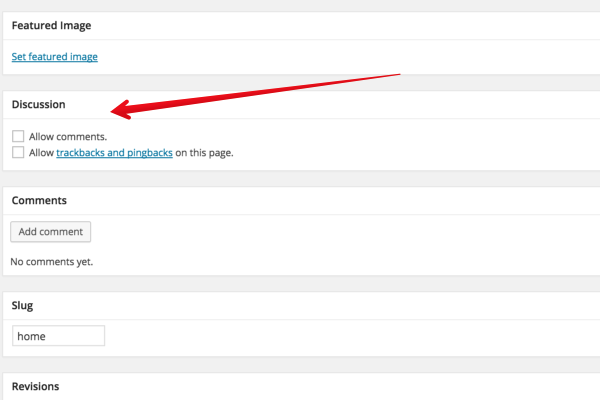 Featured Image
Set featured image
Discussion
Allow comments.
Allow trackbacks and pingbacks on this page.
Comments
Add comment
No comments yet.
Slug
home
Revisions